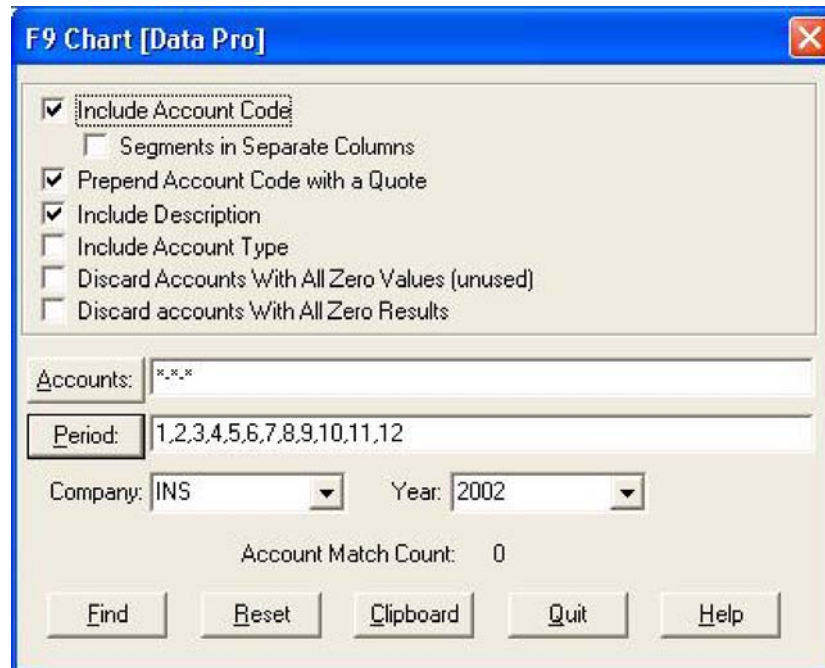 F9 Chart [Data Pro]
Include Account Code
Segments in Separate Columns
Prepend Account Code with a Quote
Include Description
Include Account Type
Discard Accounts With All Zero Values (unused)
Discard accounts With All Zero Results
Accounts: *-*-*
Period: 1,2,3,4,5,6,7,8,9,10,11,12
Company: INS Year: 2002
Account Match Count: 0
Find Reset Clipboard Quit Help